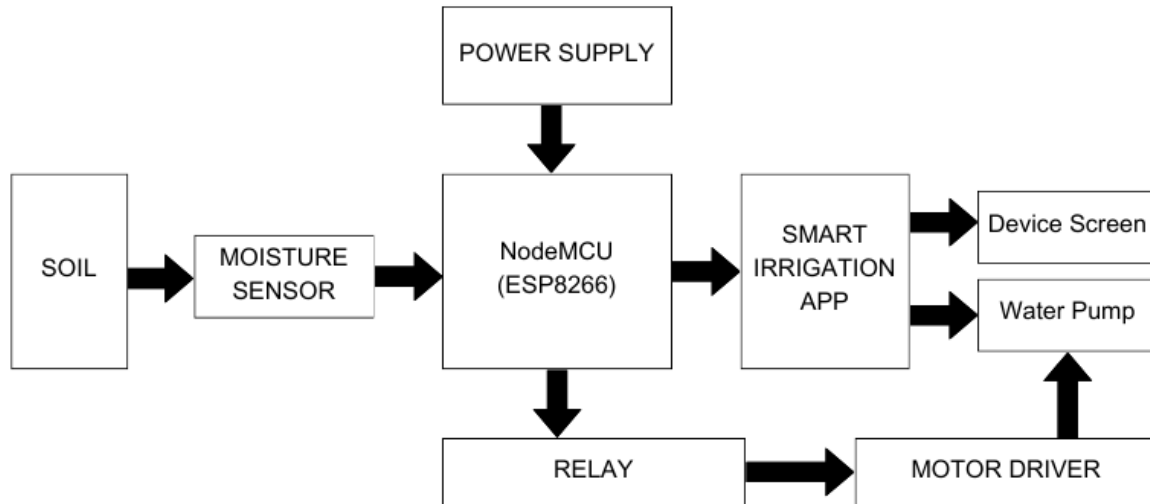 POWER SUPPLY
SOIL
MOISTURE
SENSOR
NodeMCU
(ESP8266)
SMART
IRRIGATION
APP
Device Screen
Water Pump
RELAY
MOTOR DRIVER